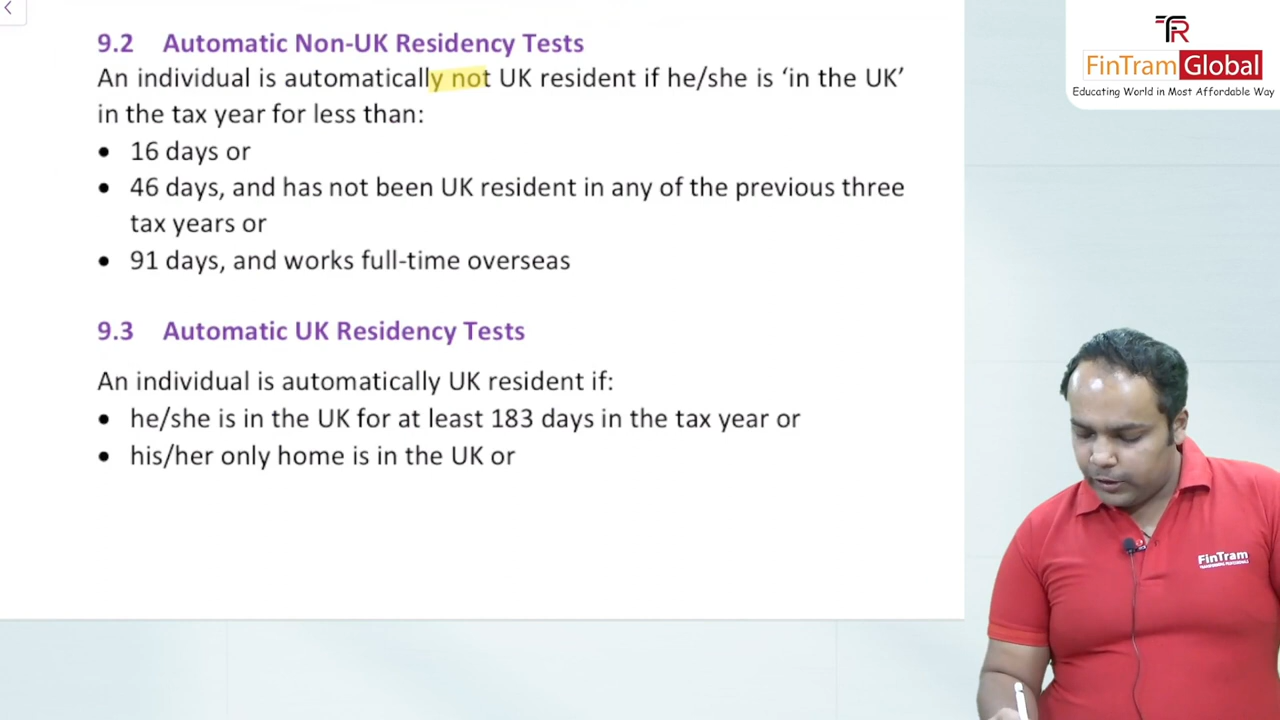 9.2 Automatic Non-UK Residency Tests
An individual is automatically not UK resident if he/she is ‘in the UK’
in the tax year for less than:
• 16 days or
• 46 days, and has not been UK resident in any of the previous three
tax years or
• 91 days, and works full-time overseas
9.3 Automatic UK Residency Tests
An individual is automatically UK resident if:
• he/she is in the UK for at least 183 days in the tax year or
• his/her only home is in the UK or
TFR
FinTram Global
Educating World in Most Affordable Way
FinTram